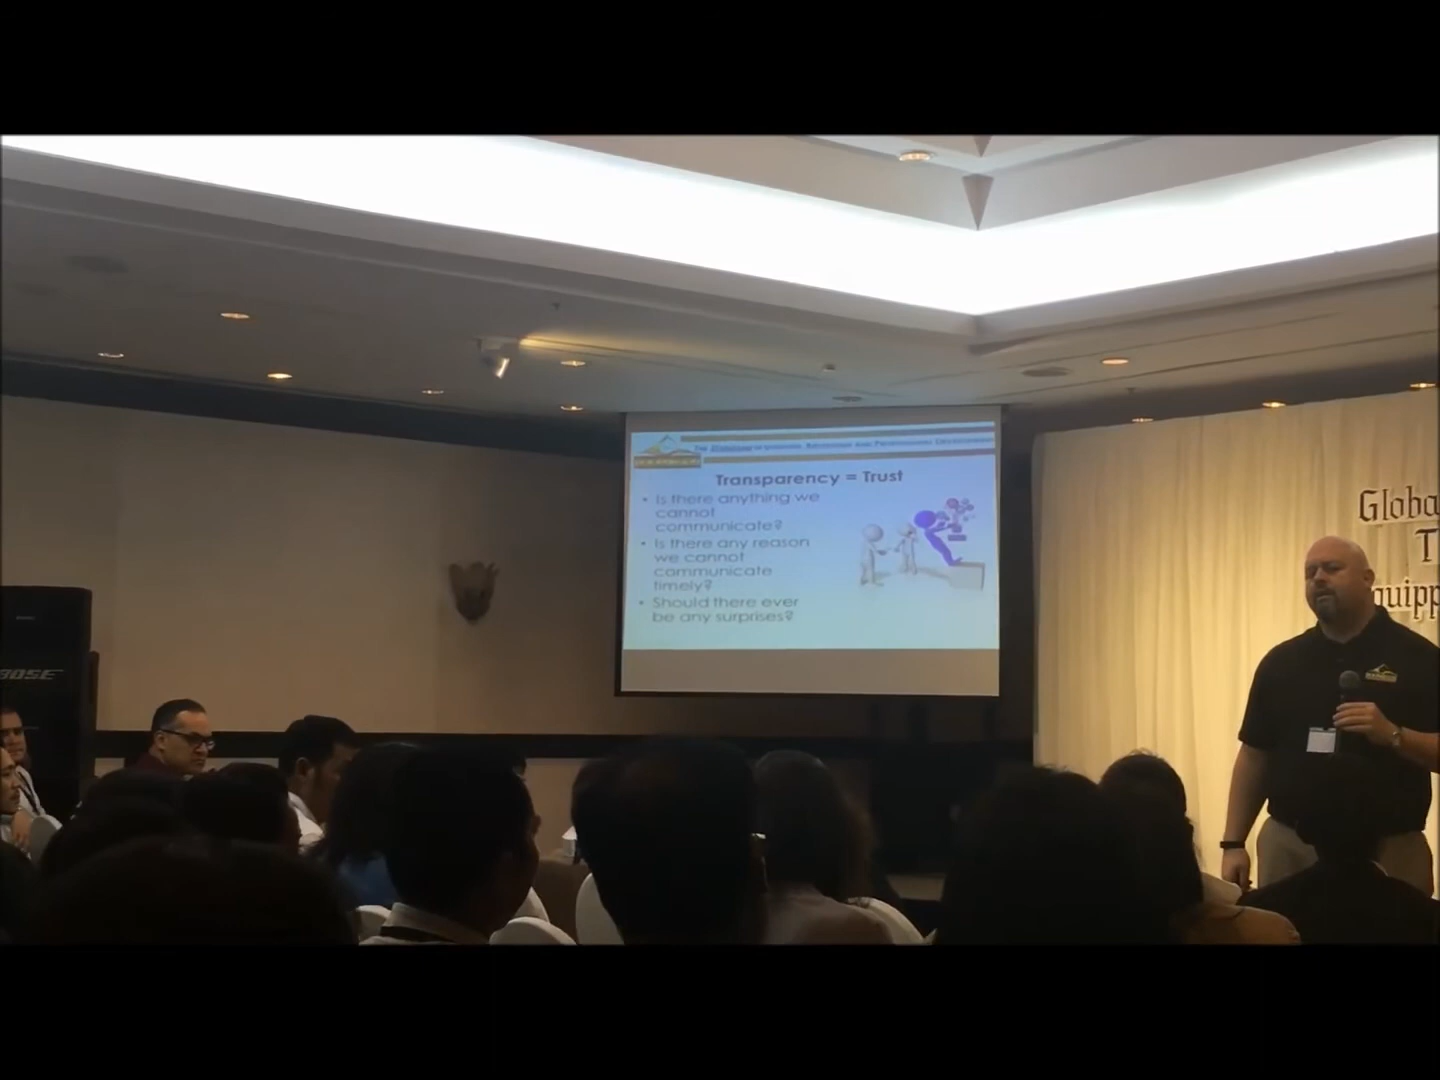 Transparency = Trust
• Is there anything we
cannot
communicate?
• Is there any reason
we cannot
communicate
timely?
• Should there ever
be any surprises?
Globa
T
quipp
BOSE